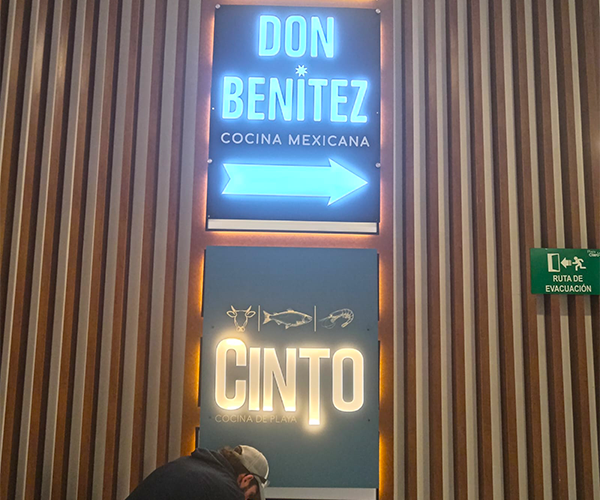 DON
BENITEZ
COCINA MEXICANA
CINTO
COCINA DE PLAYA
RUTA DE
EVACUACIÓN